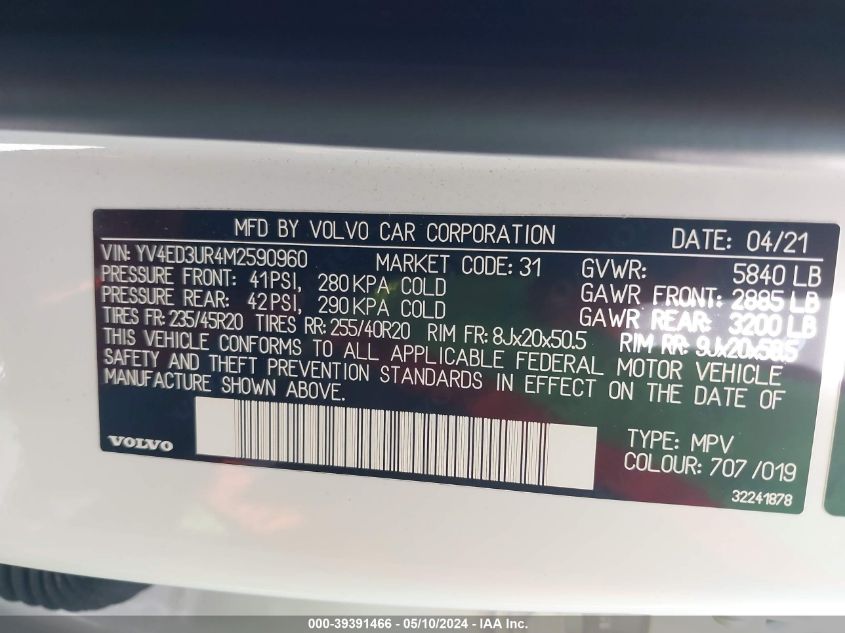 MFD BY VOLVO CAR CORPORATION DATE: 04/21
VIN: YV4ED3UR4M2590960 MARKET CODE: 31 GVWR: 5840 LB
PRESSURE FRONT: 41PSI, 280KPA COLD GAWR FRONT: 2885 LB
PRESSURE REAR: 42PSI, 290KPA COLD GAWR REAR: 3200 LB
TIRES FR: 235/45R20 TIRES RR: 255/40R20 RIM FR: 8Jx20x50.5 RIM RR: 9Jx20x58.5
THIS VEHICLE CONFORMS TO ALL APPLICABLE FEDERAL MOTOR VEHICLE
SAFETY AND THEFT PREVENTION STANDARDS IN EFFECT ON THE DATE OF
MANUFACTURE SHOWN ABOVE.
VOLVO
TYPE: MPV
COLOUR: 707 /019
32241878
000-39391466 - 05/10/2024 - IAA Inc.